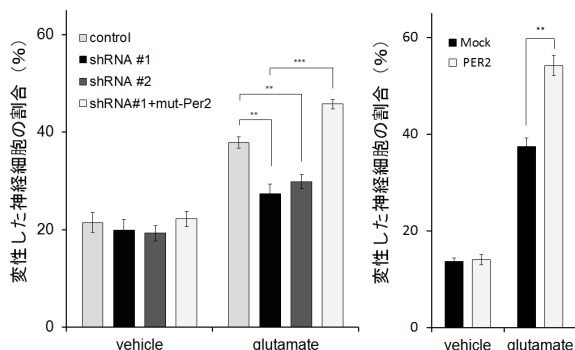 変性した神経細胞の割合（%）
60
40
20
0
control
shRNA #1
shRNA #2
shRNA#1+mut-Per2
**
**
***
vehicle
glutamate
変性した神経細胞の割合（%）
60
40
20
0
Mock
PER2
**
vehicle
glutamate